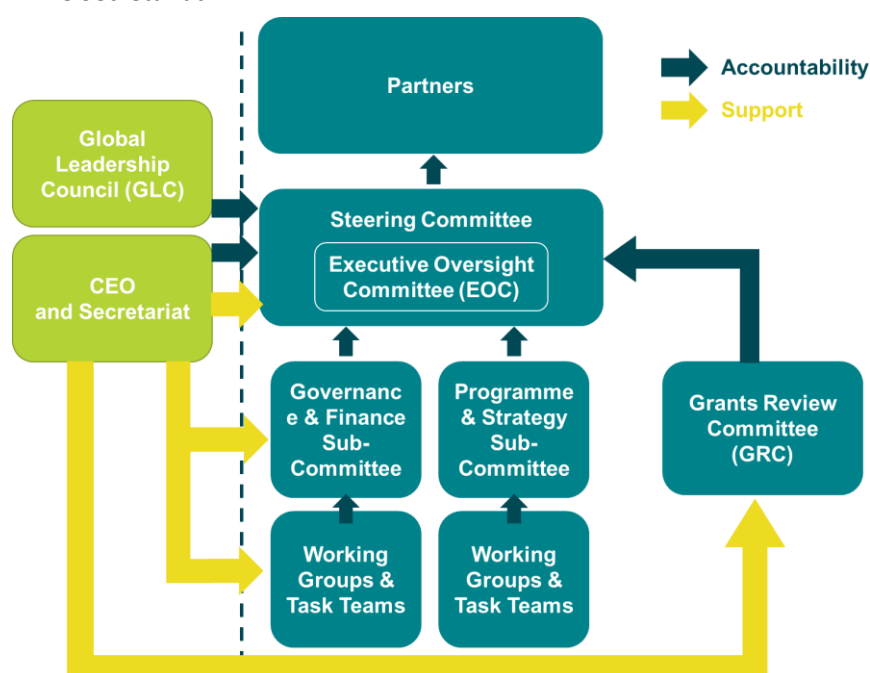 Partners
Accountability
Support
Global
Leadership
Council (GLC)
Steering Committee
Executive Oversight
Committee (EOC)
CEO
and Secretariat
Governanc
e & Finance
Sub-
Committee
Programme
& Strategy
Sub-
Committee
Grants Review
Committee
(GRC)
Working
Groups &
Task Teams
Working
Groups &
Task Teams